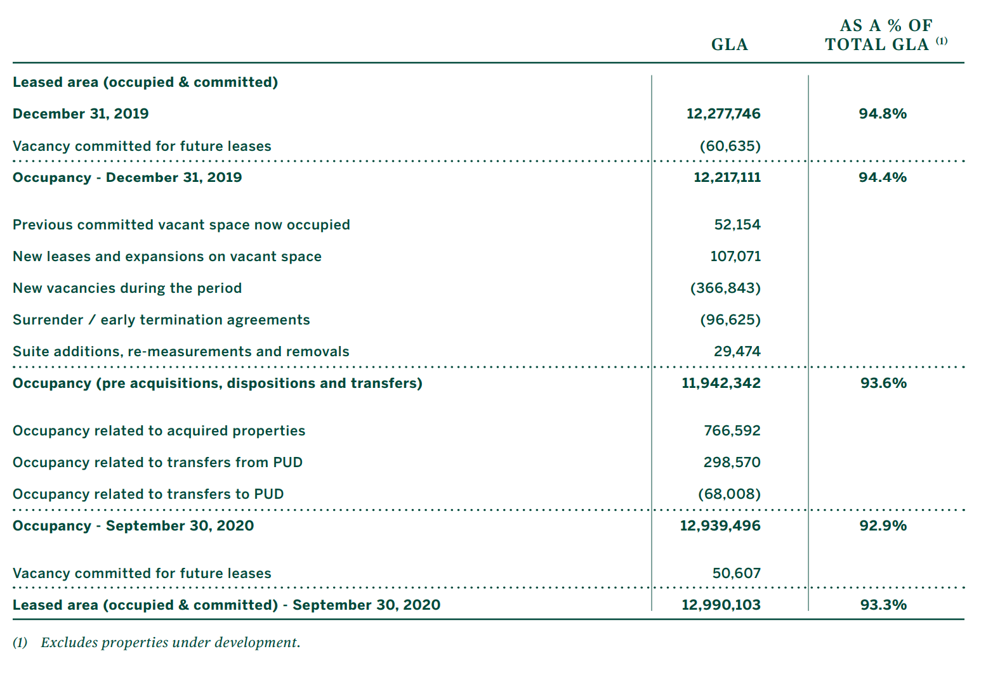 AS A % OF
GLA TOTAL GLA (1)
Leased area (occupied & committed)
December 31, 2019 12,277,746 94.8%
Vacancy committed for future leases (60,635)
Occupancy - December 31, 2019 12,217,111 94.4%
Previous committed vacant space now occupied 52,154
New leases and expansions on vacant space 107,071
New vacancies during the period (366,843)
Surrender / early termination agreements (96,625)
Suite additions, re-measurements and removals 29,474
Occupancy (pre acquisitions, dispositions and transfers) 11,942,342 93.6%
Occupancy related to acquired properties 766,592
Occupancy related to transfers from PUD 298,570
Occupancy related to transfers to PUD (68,008)
Occupancy - September 30, 2020 12,939,496 92.9%
Vacancy committed for future leases 50,607
Leased area (occupied & committed) - September 30, 2020 12,990,103 93.3%
(1) Excludes properties under development.